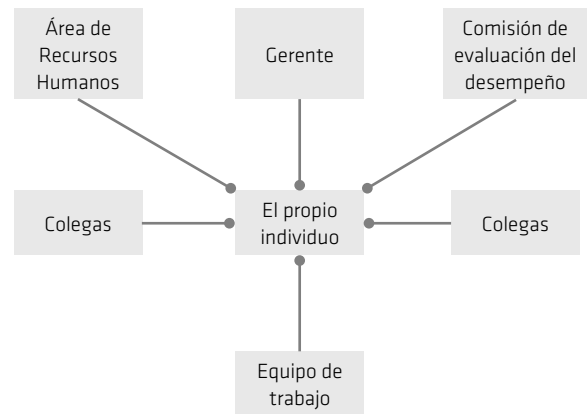 Área de
Recursos
Humanos
Gerente
Comisión de
evaluación del
desempeño
Colegas
El propio
individuo
Colegas
Equipo de
trabajo